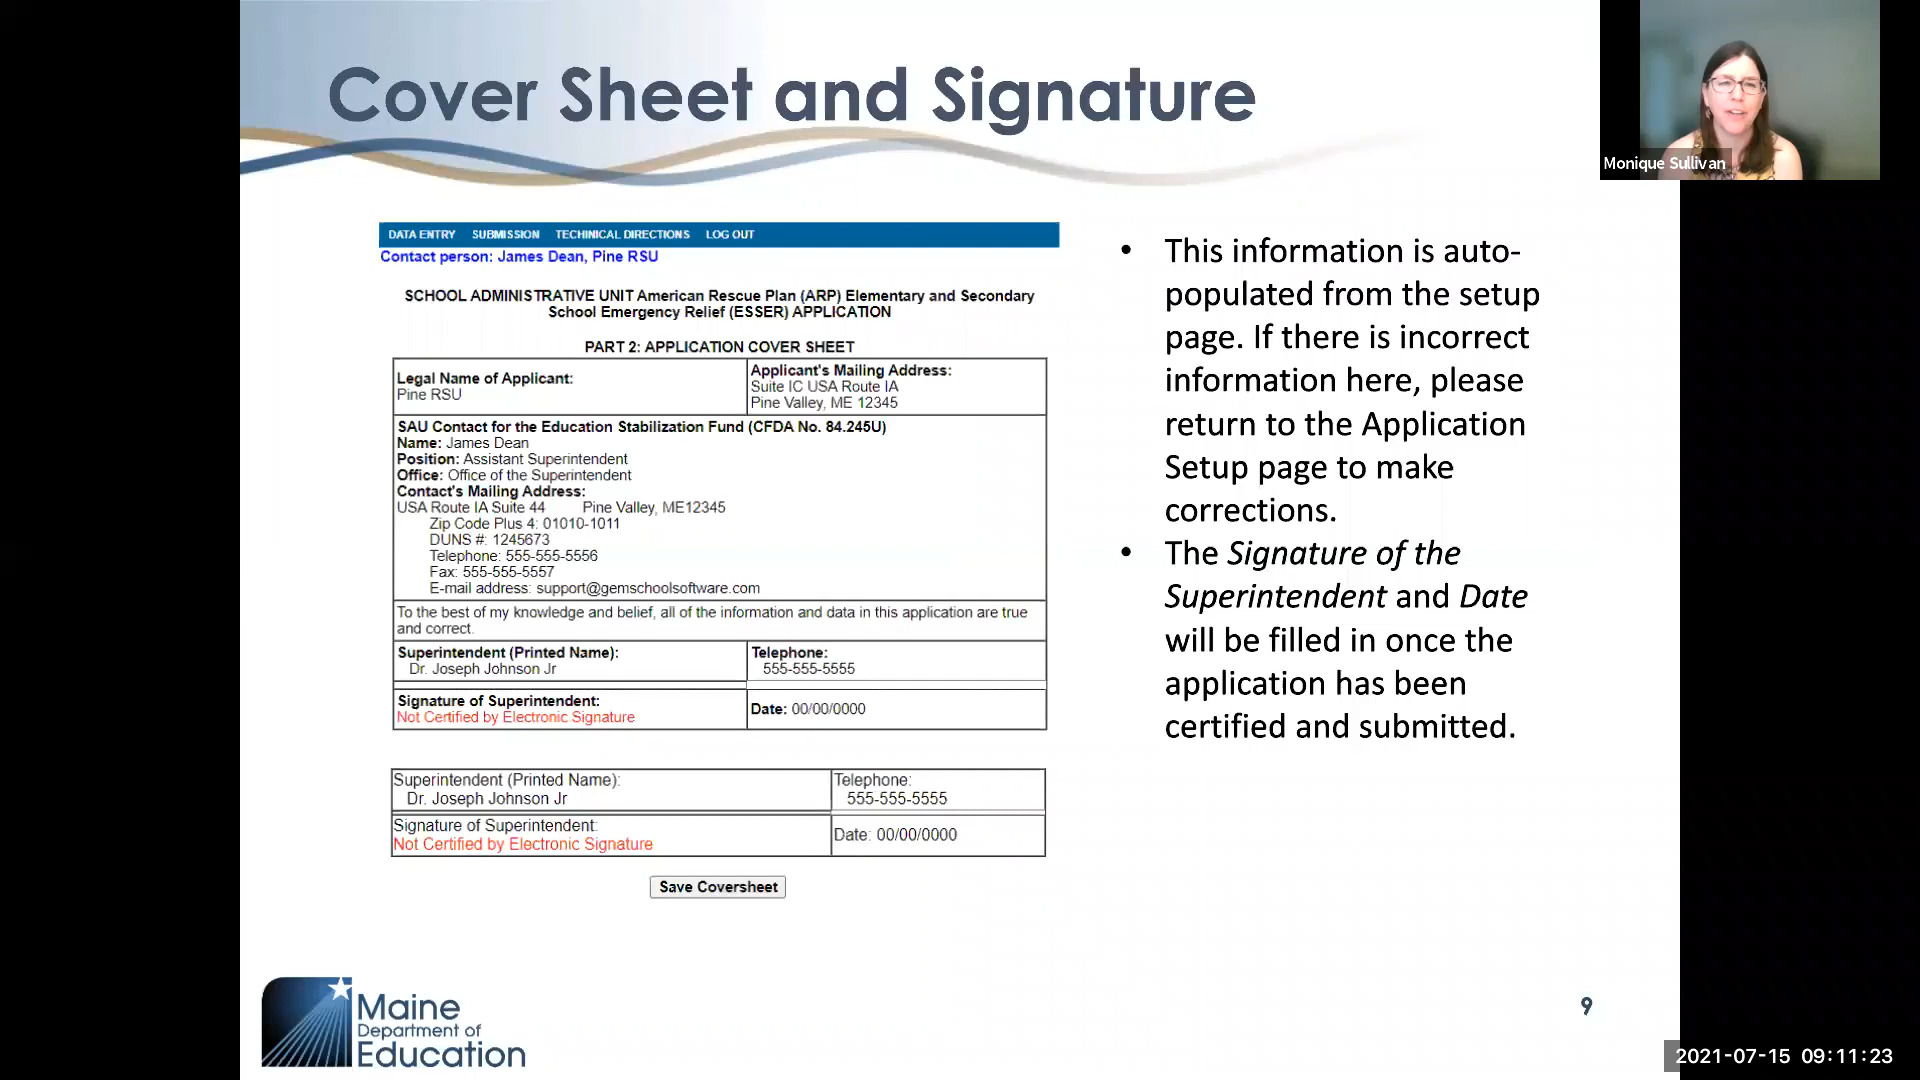 Cover Sheet and Signature
Monique Sullivan
DATA ENTRY SUBMISSION TECHNICAL DIRECTIONS LOG OUT
Contact person: James Dean, Pine RSU
SCHOOL ADMINISTRATIVE UNIT American Rescue Plan (ARP) Elementary and Secondary
School Emergency Relief (ESSER) APPLICATION
PART 2: APPLICATION COVER SHEET
Legal Name of Applicant:
Pine RSU
Applicant's Mailing Address:
Suite IC USA Route IA
Pine Valley, ME 12345
SAU Contact for the Education Stabilization Fund (CFDA No. 84.245U)
Name: James Dean
Position: Assistant Superintendent
Office: Office of the Superintendent
Contact's Mailing Address:
USA Route IA Suite 44 Pine Valley, ME12345
Zip Code Plus 4: 01010-1011
DUNS #: 1245673
Telephone: 555-555-5556
Fax: 555-555-5557
E-mail address: support@gemschoolsoftware.com
To the best of my knowledge and belief, all of the information and data in this application are true
and correct.
Superintendent (Printed Name):
Dr. Joseph Johnson Jr
Telephone:
555-555-5555
Signature of Superintendent:
Not Certified by Electronic Signature
Date: 00/00/0000
Superintendent (Printed Name):
Dr. Joseph Johnson Jr
Telephone:
555-555-5555
Signature of Superintendent:
Not Certified by Electronic Signature
Date: 00/00/0000
Save Coversheet
• This information is auto-
populated from the setup
page. If there is incorrect
information here, please
return to the Application
Setup page to make
corrections.
• The Signature of the
Superintendent and Date
will be filled in once the
application has been
certified and submitted.
Maine
Department of
Education
9
2021-07-15 09:11:23